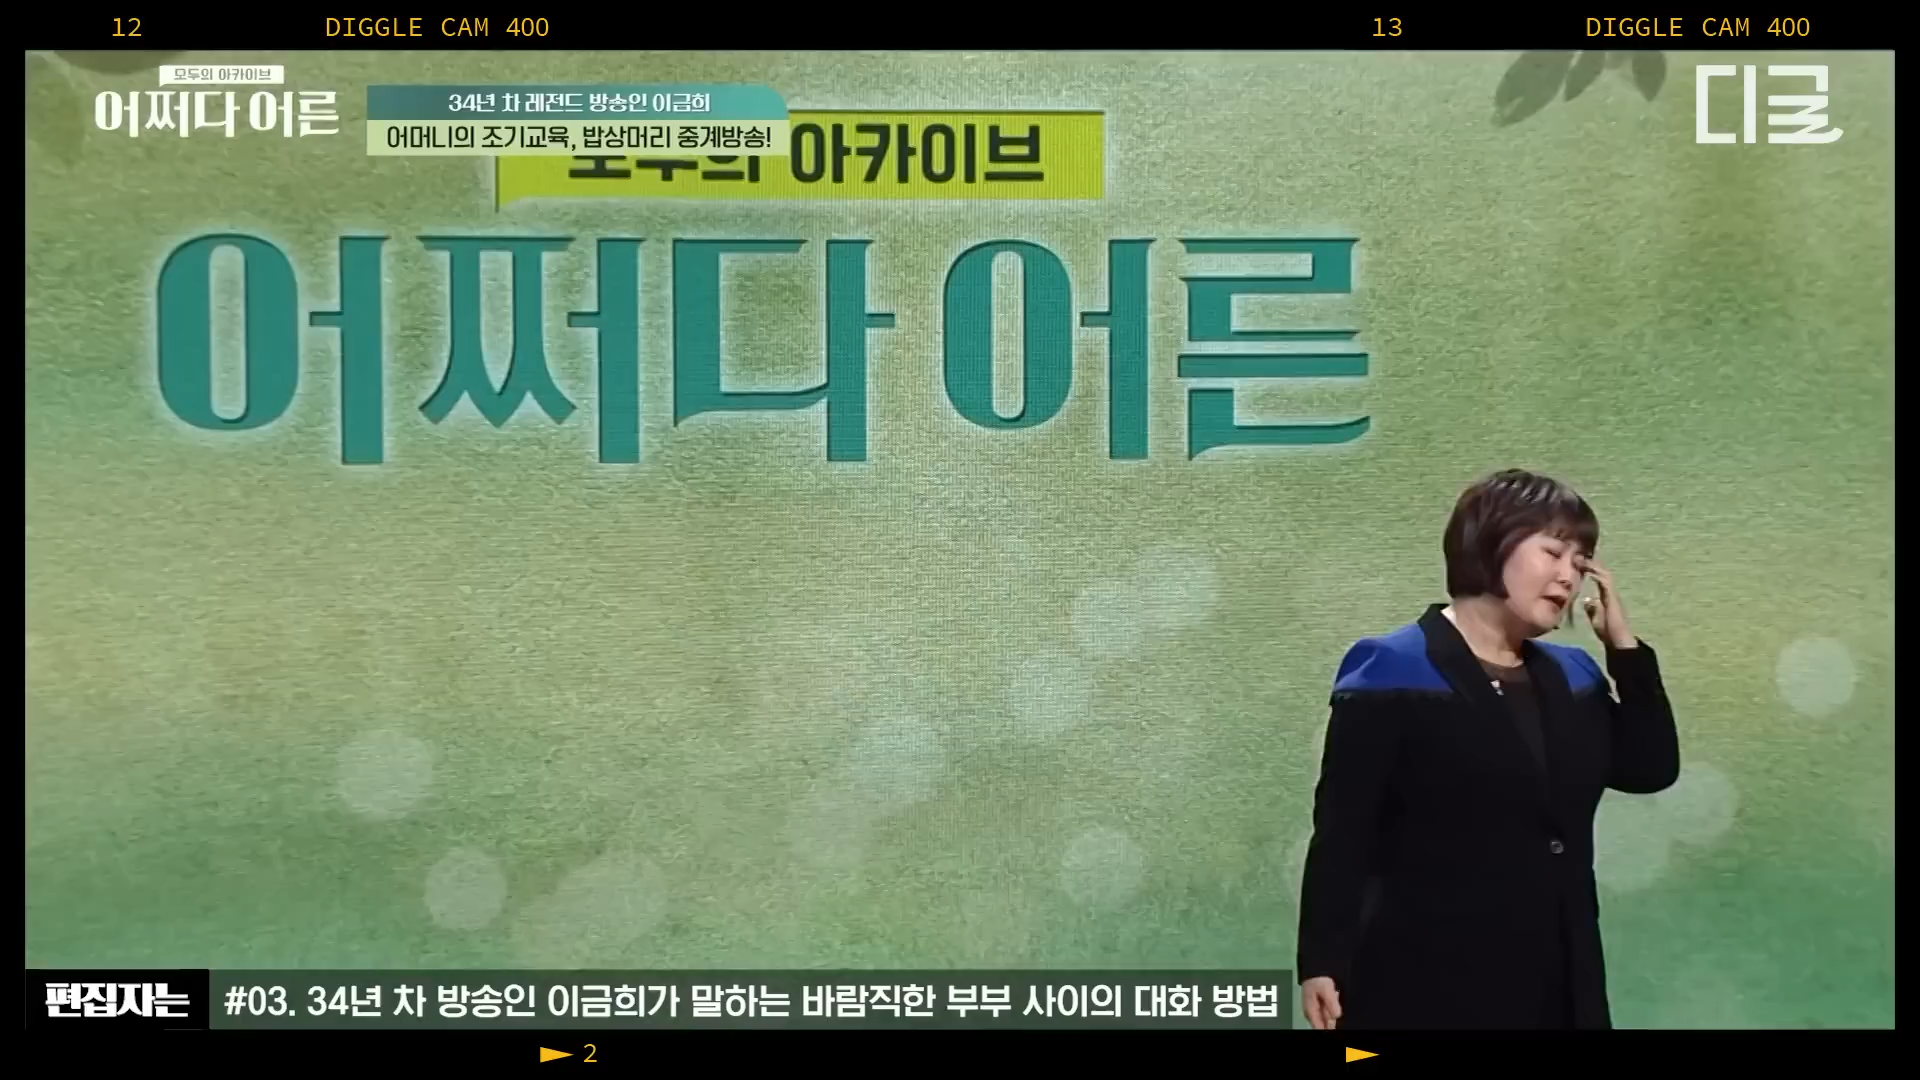 12 DIGGLE CAM 400 13 DIGGLE CAM 400
모두의 아카이브
어쩌다 어른
34년 차 레전드 방송인 이금희
어머니의 조기교육, 밥상머리 중계방송!
디글
모두의 아카이브
어쩌다 어른
편집자는
#03. 34년 차 방송인 이금희가 말하는 바람직한 부부 사이의 대화 방법
2